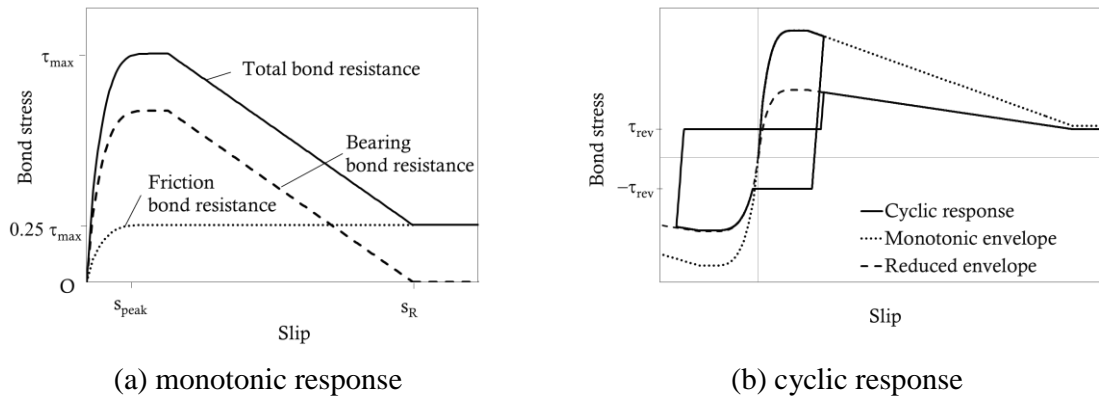 τmax
Total bond resistance
Bearing
bond resistance
Friction
bond resistance
0.25 τmax
O
speak
sR
Slip
Bond stress
(a) monotonic response
τrev
−τrev
Bond stress
Cyclic response
Monotonic envelope
Reduced envelope
Slip
(b) cyclic response